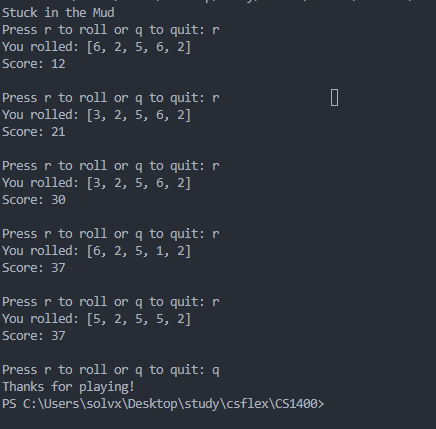 Stuck in the Mud
Press r to roll or q to quit: r
You rolled: [6, 2, 5, 6, 2]
Score: 12
Press r to roll or q to quit: r
You rolled: [3, 2, 5, 6, 2]
Score: 21
Press r to roll or q to quit: r
You rolled: [3, 2, 5, 6, 2]
Score: 30
Press r to roll or q to quit: r
You rolled: [6, 2, 5, 1, 2]
Score: 37
Press r to roll or q to quit: r
You rolled: [5, 2, 5, 5, 2]
Score: 37
Press r to roll or q to quit: q
Thanks for playing!
PS C:\Users\solvx\Desktop\study\csflex\CS1400>